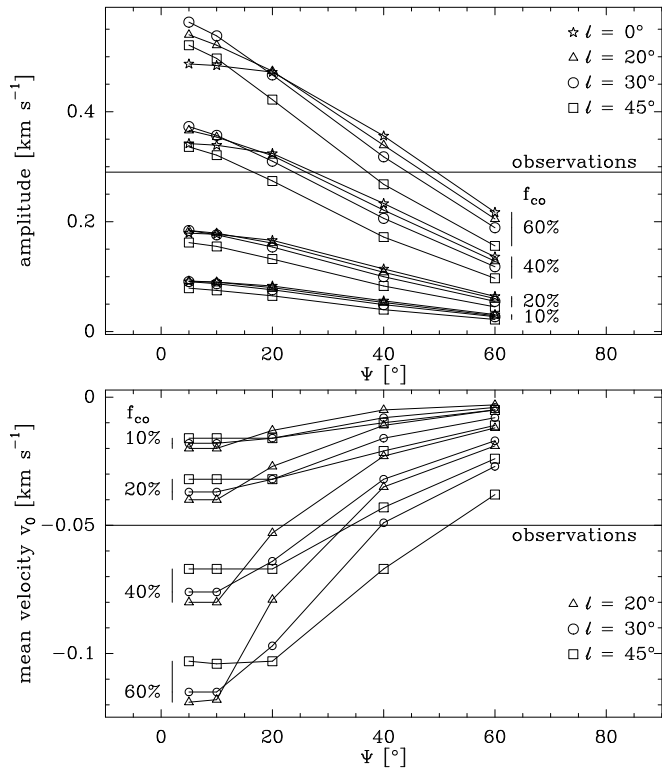 amplitude [km s⁻¹]
0.4
0.2
0
l = 0°
l = 20°
l = 30°
l = 45°
observations
f_co
60%
40%
20%
10%
0 20 40 60 80
Ψ [°]
mean velocity v₀ [km s⁻¹]
0
−0.05
−0.1
f_co
10%
20%
40%
60%
observations
l = 20°
l = 30°
l = 45°
0 20 40 60 80
Ψ [°]